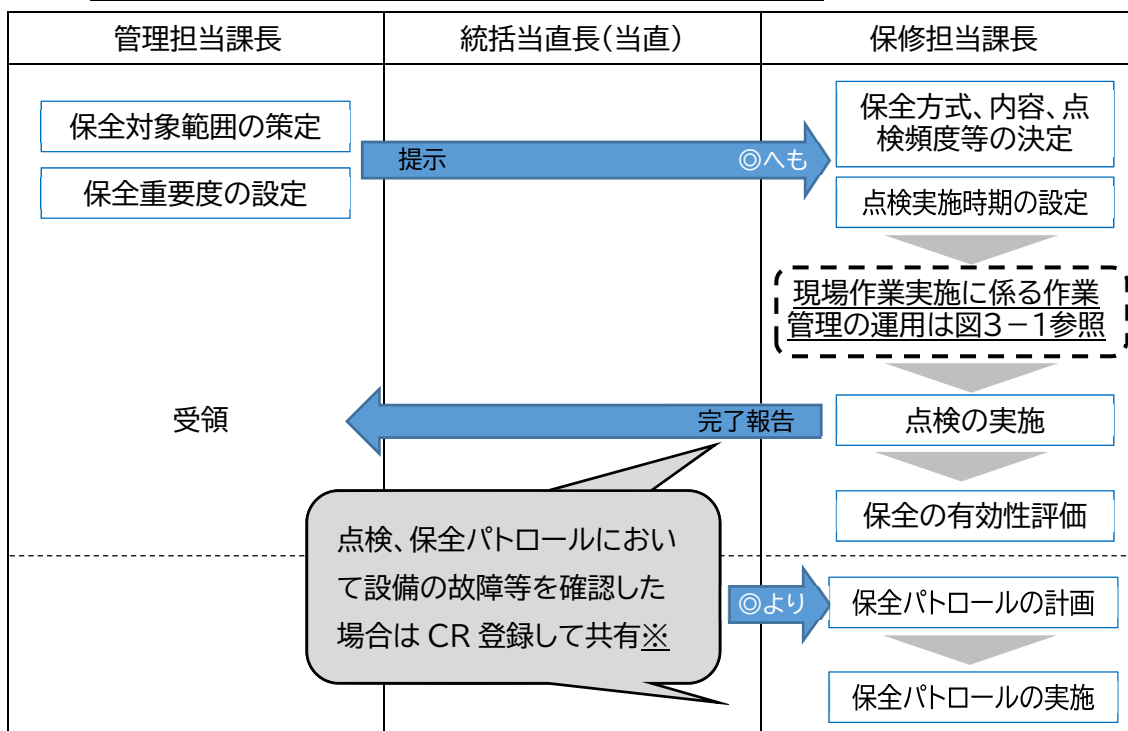 管理担当課長
統括当直長(当直)
保修担当課長
保全対象範囲の策定
保全重要度の設定
提示
◎へも
保全方式、内容、点
検頻度等の決定
点検実施時期の設定
現場作業実施に係る作業
管理の運用は図3-1参照
受領
完了報告
点検の実施
保全の有効性評価
点検、保全パトロールにおい
て設備の故障等を確認した
場合は CR 登録して共有※
◎より
保全パトロールの計画
保全パトロールの実施